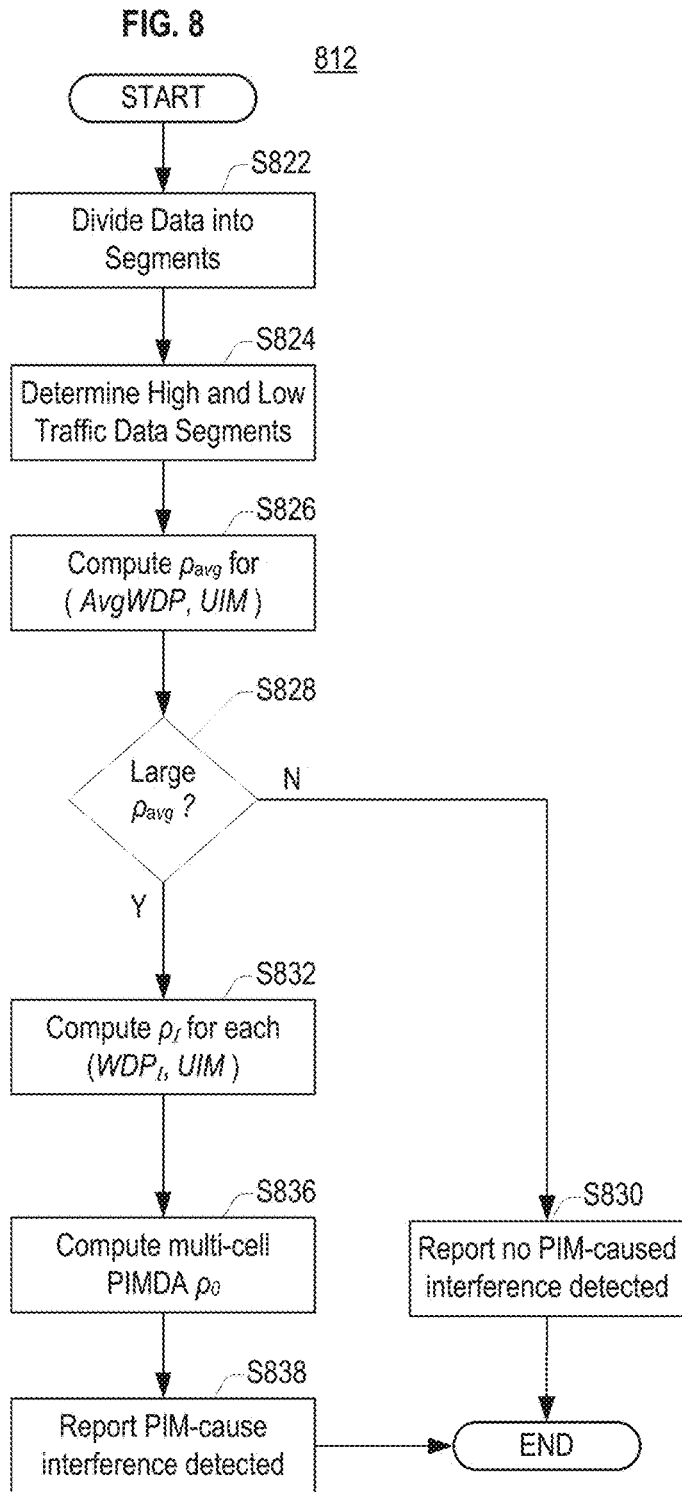 FIG. 8
812
START
S822
Divide Data into
Segments
S824
Determine High and Low
Traffic Data Segments
S826
Compute ρavg for
( AvgWDP, UIM )
S828
Large
ρavg ?
N
Y
S832
Compute ρl for each
(WDPl, UIM )
S836
Compute multi-cell
PIMDA ρ0
S830
Report no PIM-caused
interference detected
S838
Report PIM-cause
interference detected
END